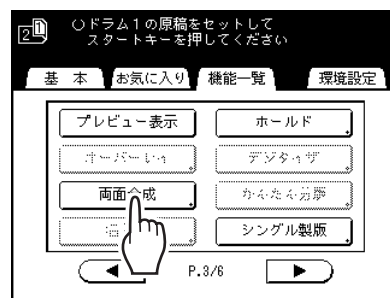 2 1
○ドラム1の原稿をセットして
スタートキーを押してください
基 本 お気に入り 機能一覧 環境設定
プレビュー表示 ホールド
オーバーレイ デジタイザ
両面合成 かんたん分版
シングル製版
P.3/6